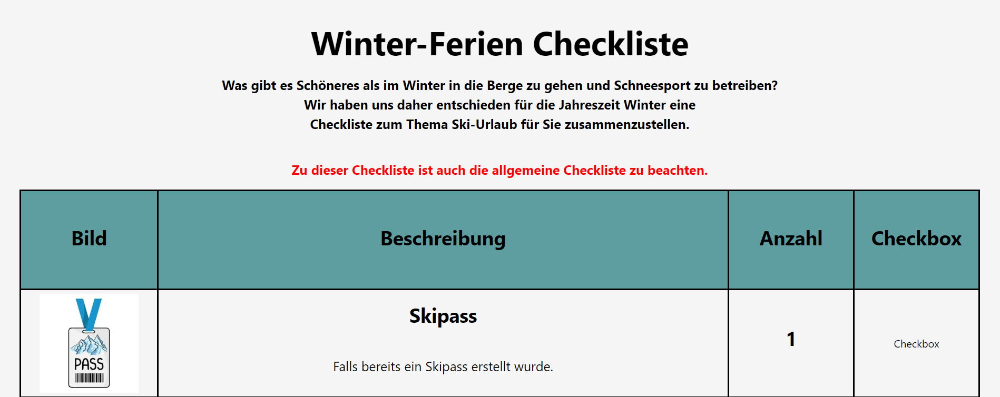 Winter-Ferien Checkliste
Was gibt es Schöneres als im Winter in die Berge zu gehen und Schneesport zu betreiben?
Wir haben uns daher entschieden für die Jahreszeit Winter eine
Checkliste zum Thema Ski-Urlaub für Sie zusammenzustellen.
Zu dieser Checkliste ist auch die allgemeine Checkliste zu beachten.
Bild Beschreibung Anzahl Checkbox
PASS
Skipass
Falls bereits ein Skipass erstellt wurde.
1
Checkbox